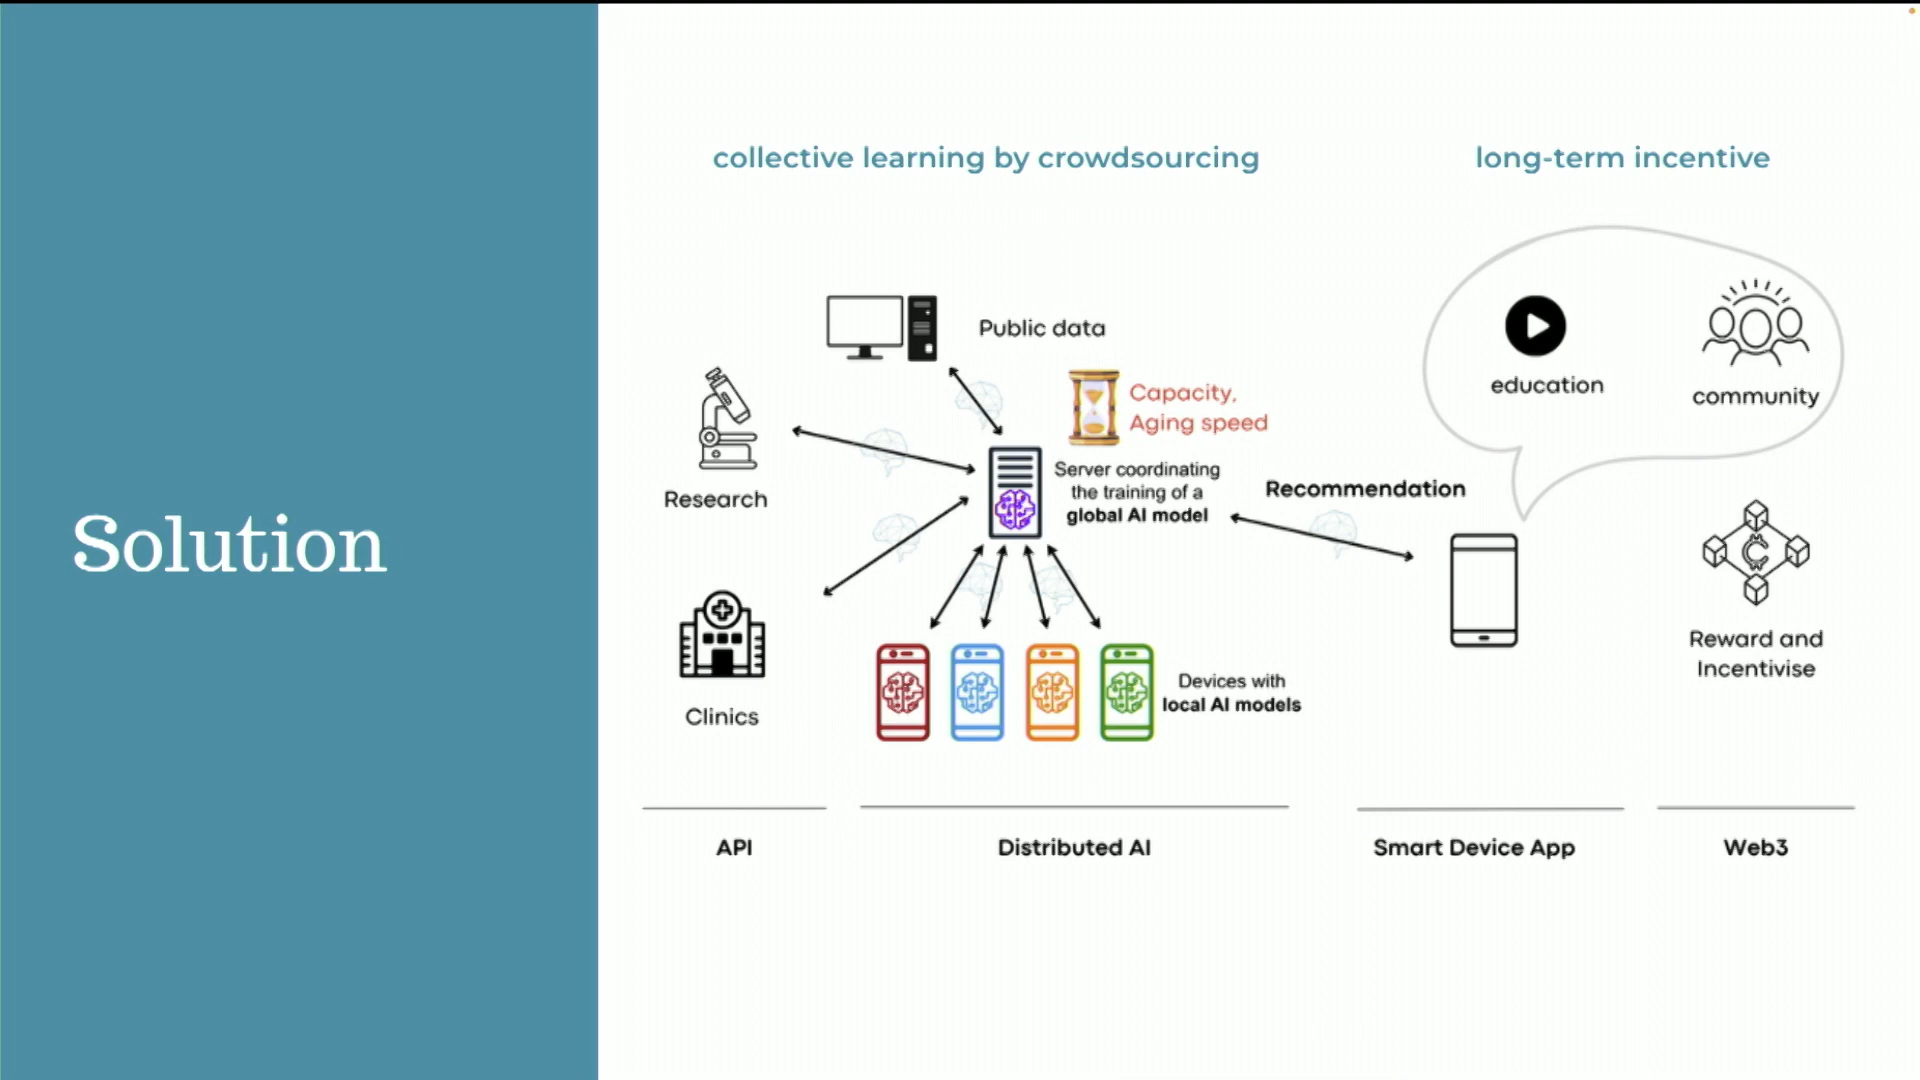 Solution
collective learning by crowdsourcing
long-term incentive
Public data
Capacity,
Aging speed
Research
Server coordinating
the training of a
global AI model
Recommendation
education
community
Clinics
Devices with
local AI models
Reward and
Incentivise
API
Distributed AI
Smart Device App
Web3